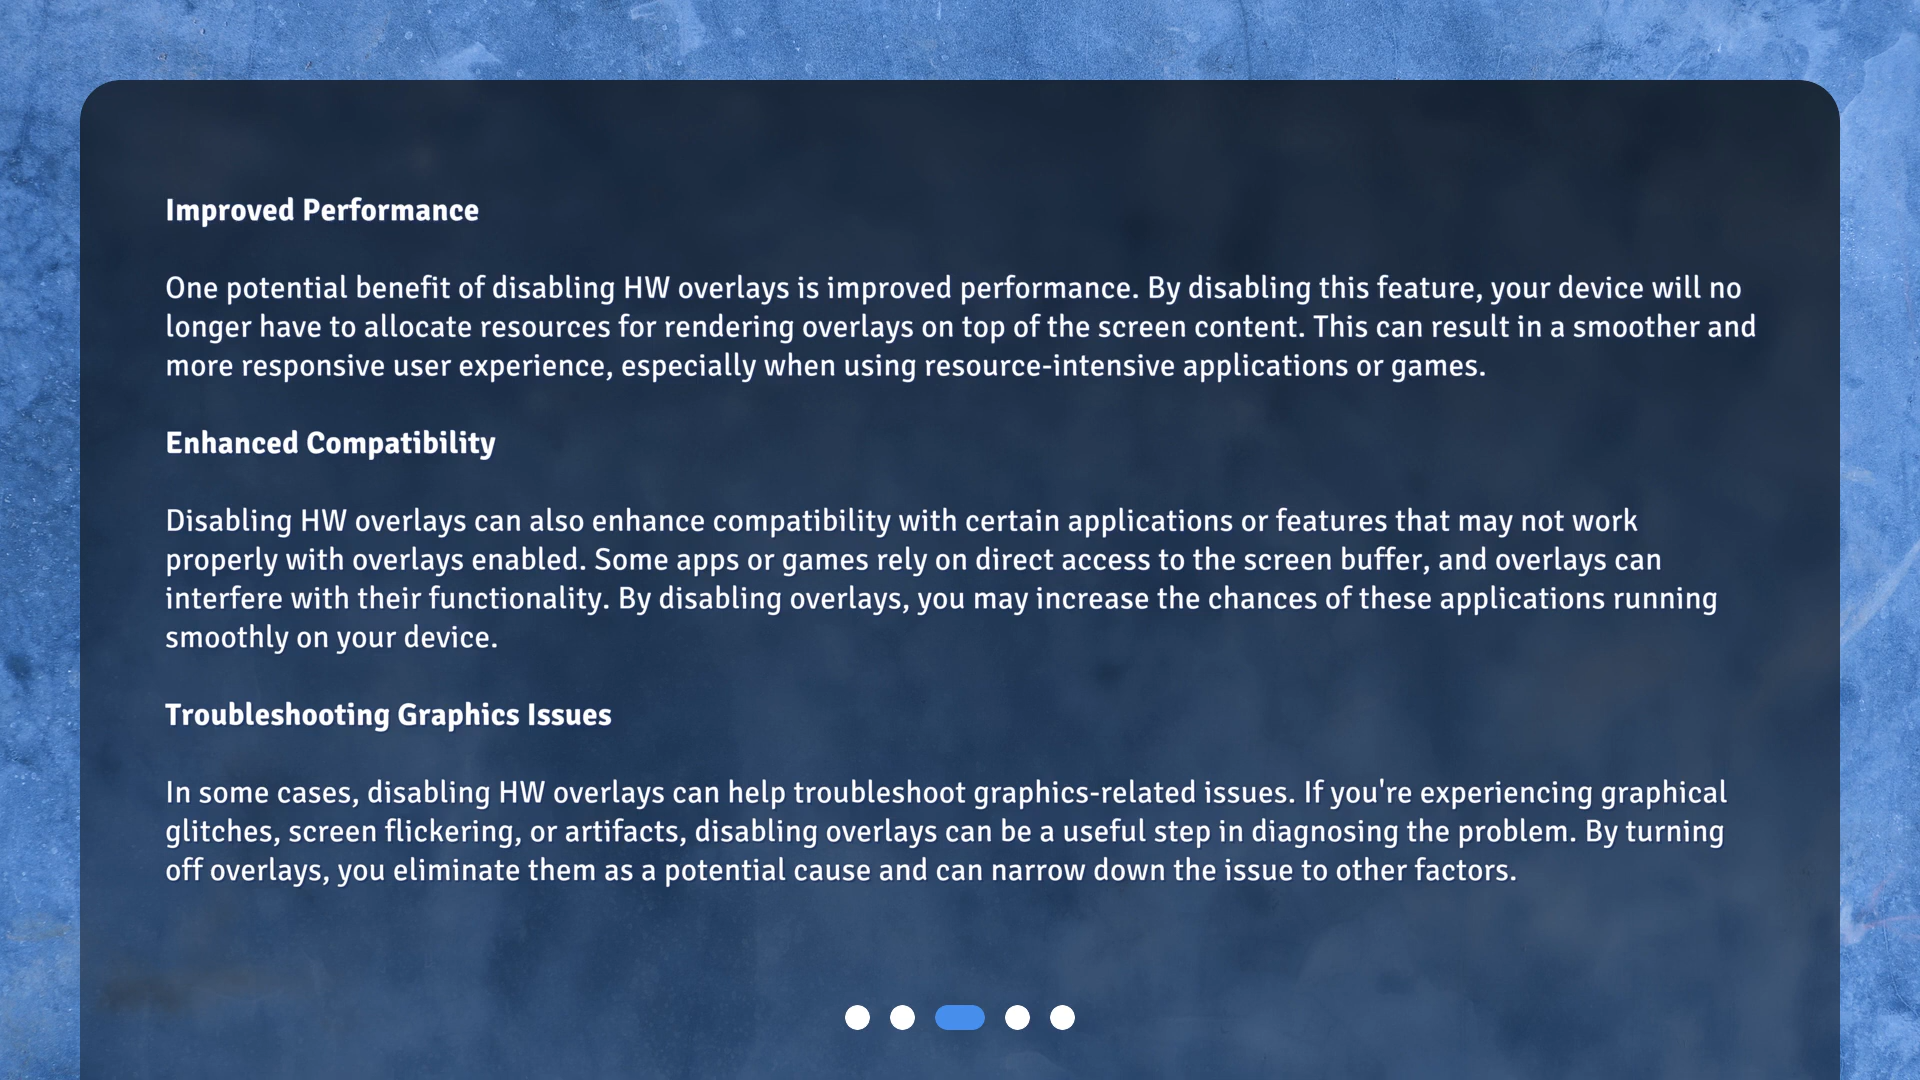 Improved Performance
One potential benefit of disabling HW overlays is improved performance. By disabling this feature, your device will no
longer have to allocate resources for rendering overlays on top of the screen content. This can result in a smoother and
more responsive user experience, especially when using resource-intensive applications or games.
Enhanced Compatibility
Disabling HW overlays can also enhance compatibility with certain applications or features that may not work
properly with overlays enabled. Some apps or games rely on direct access to the screen buffer, and overlays can
interfere with their functionality. By disabling overlays, you may increase the chances of these applications running
smoothly on your device.
Troubleshooting Graphics Issues
In some cases, disabling HW overlays can help troubleshoot graphics-related issues. If you're experiencing graphical
glitches, screen flickering, or artifacts, disabling overlays can be a useful step in diagnosing the problem. By turning
off overlays, you eliminate them as a potential cause and can narrow down the issue to other factors.